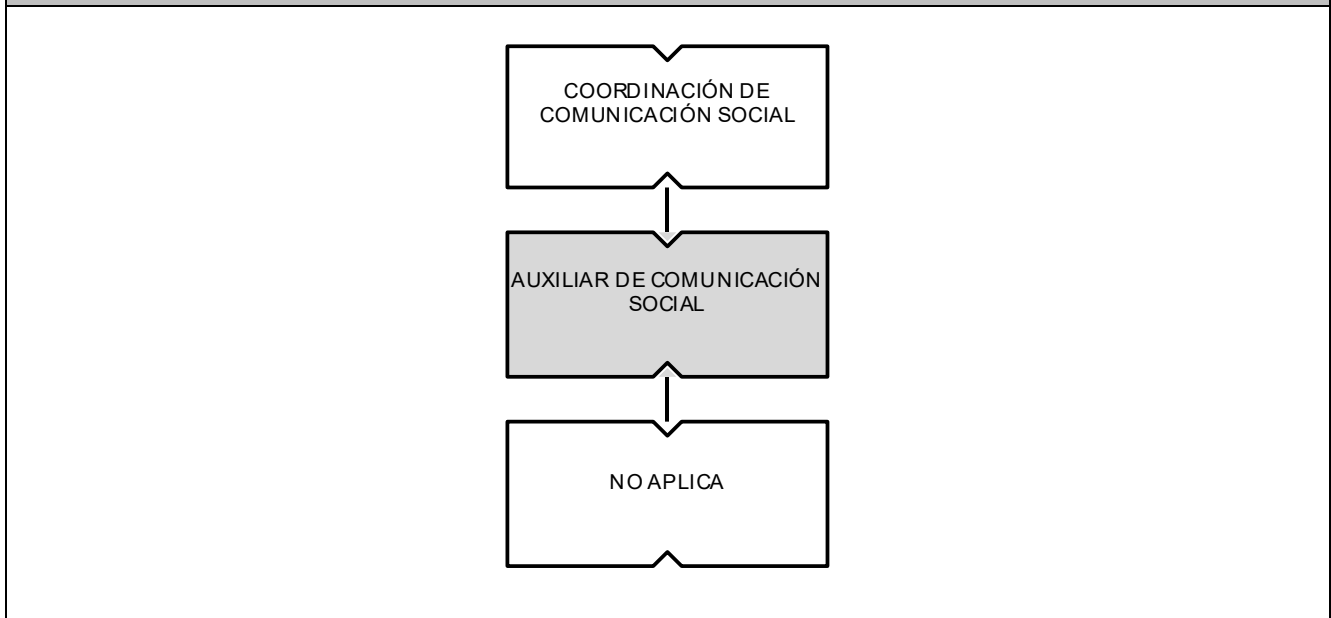 COORDINACIÓN DE
COMUNICACIÓN SOCIAL
AUXILIAR DE COMUNICACIÓN
SOCIAL
NO APLICA